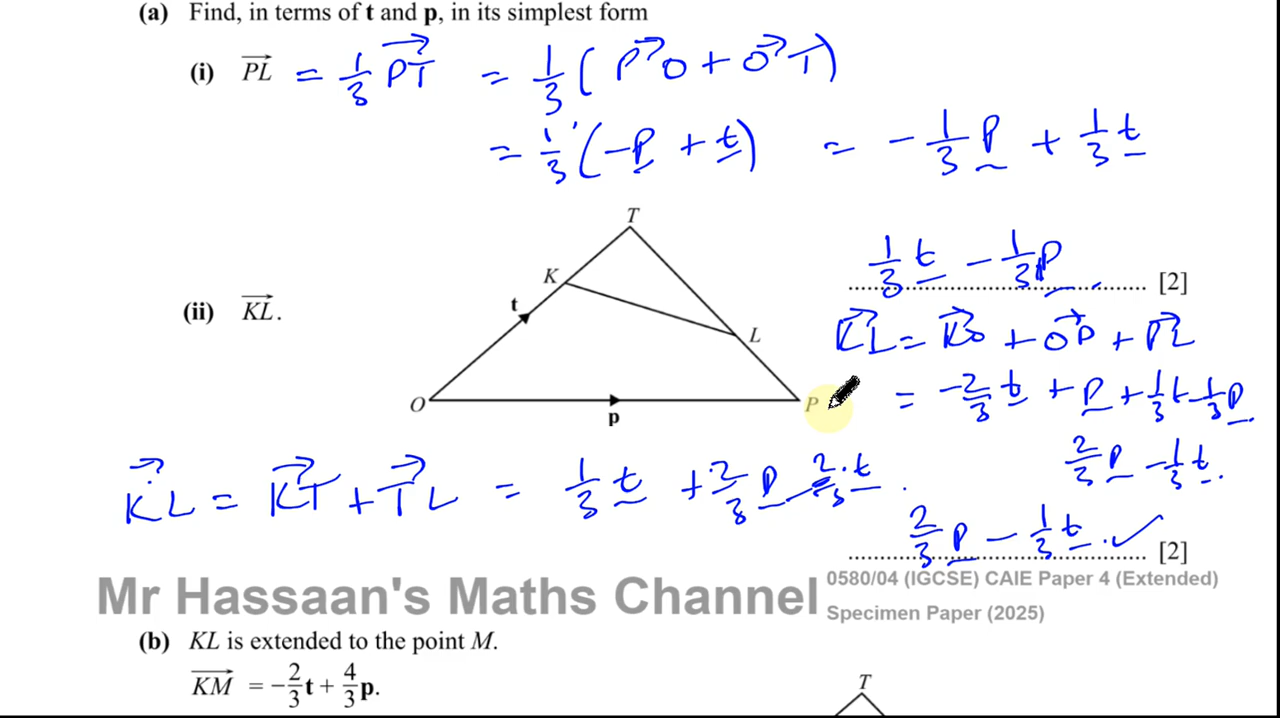 (a) Find, in terms of t and p, in its simplest form
(i) PL→ = 1/3 PT→ = 1/3 (PO→ + OT→)
= 1/3 (-p + t) = -1/3 p + 1/3 t
T
1/3 t - 1/3 p
........................................ [2]
K
(ii) KL→.
t
L
KL→ = KO→ + OP→ + PL→
= -2/3 t + p + 1/3 t - 1/3 p
O
P
p
2/3 p - 1/3 t.
KL→ = KT→ + TL→ = 1/3 t + 2/3 p - 2/3 t.
2/3 p - 1/3 t. ✓
........................................ [2]
Mr Hassaan's Maths Channel
0580/04 (IGCSE) CAIE Paper 4 (Extended)
Specimen Paper (2025)
(b) KL is extended to the point M.
KM→ = -2/3 t + 4/3 p.
T